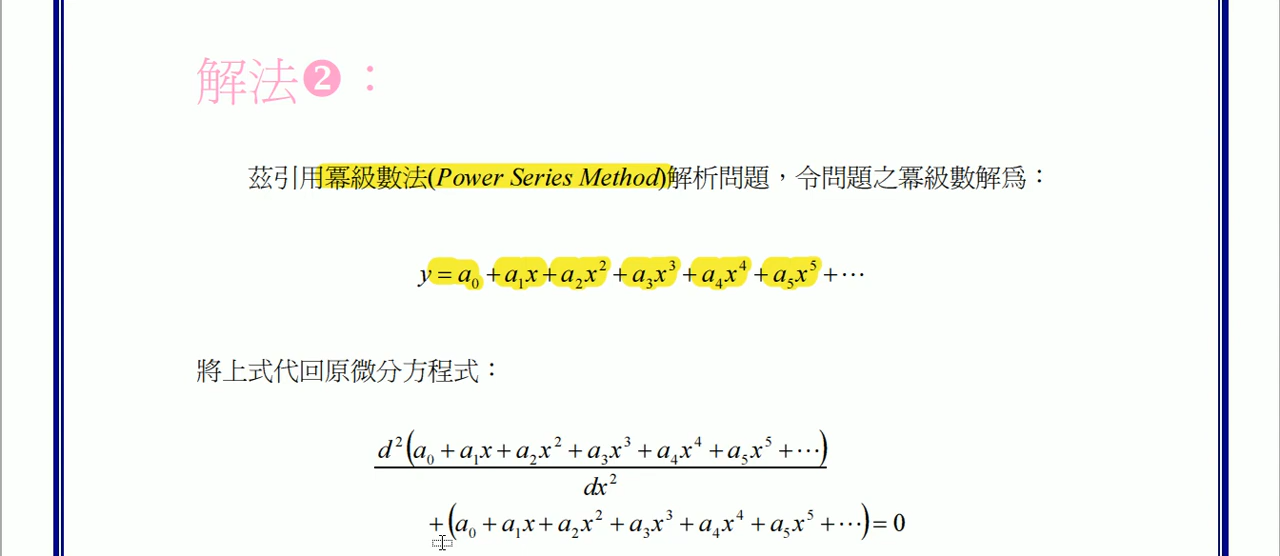 解法❷：
茲引用冪級數法(Power Series Method)解析問題，令問題之冪級數解為：
y = a₀ + a₁x + a₂x² + a₃x³ + a₄x⁴ + a₅x⁵ + ⋯
將上式代回原微分方程式：
d²(a₀ + a₁x + a₂x² + a₃x³ + a₄x⁴ + a₅x⁵ + ⋯)
dx²
+ (a₀ + a₁x + a₂x² + a₃x³ + a₄x⁴ + a₅x⁵ + ⋯) = 0